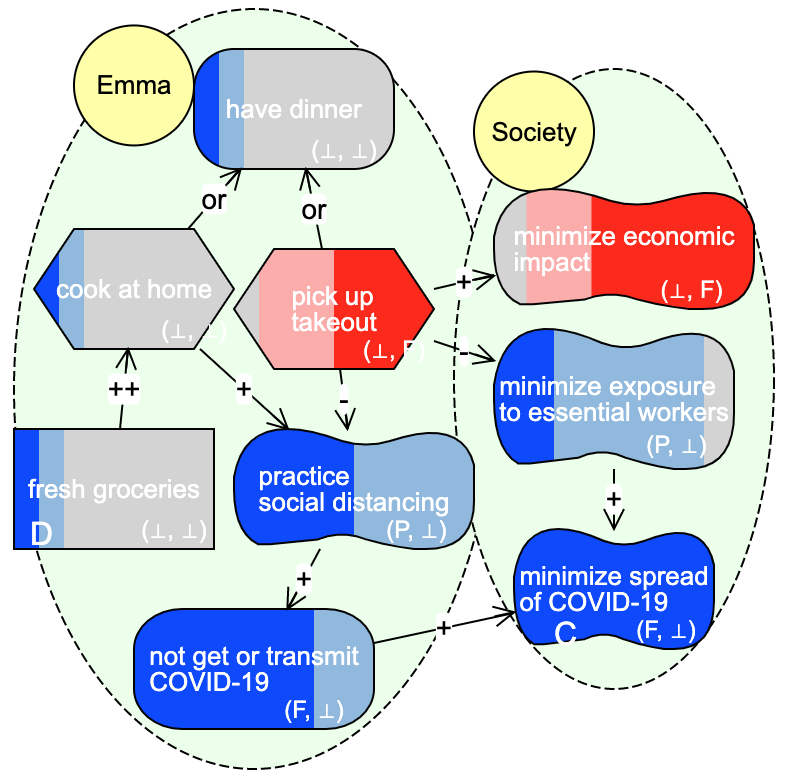 Emma
have dinner
(⊥, ⊥)
Society
or
or
minimize economic
impact
(⊥, F)
cook at home
(⊥, ⊥)
pick up
takeout
(⊥, F)
+
-
minimize exposure
to essential workers
(P, ⊥)
++
+
-
fresh groceries
D
(⊥, ⊥)
practice
social distancing
(P, ⊥)
+
+
minimize spread
of COVID-19
C
(F, ⊥)
not get or transmit
COVID-19
(F, ⊥)
+